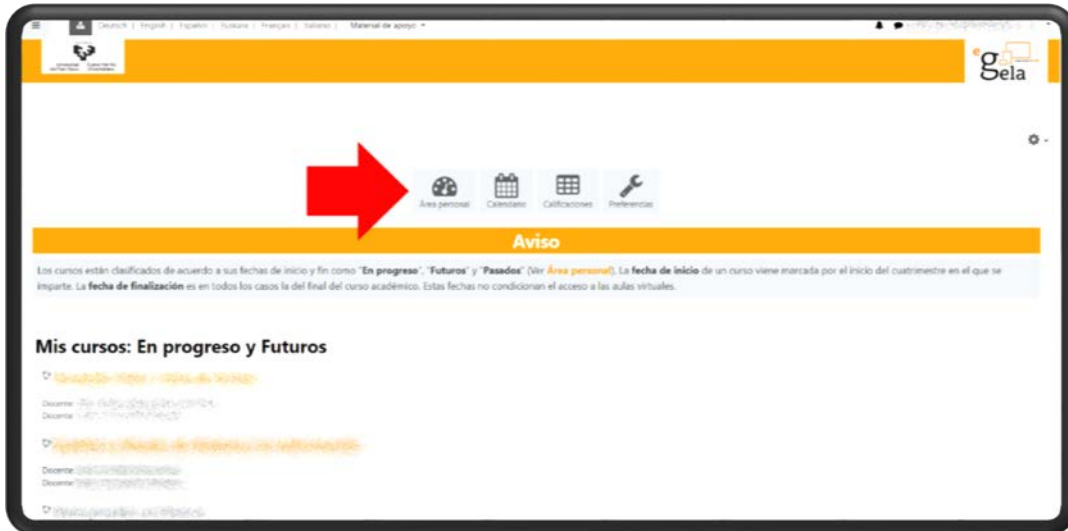 Deutsch | English | Español | Euskara | Français | Italiano | Material de apoyo
eGela
Área personal Calendario Calificaciones Preferencias
Aviso
Los cursos están clasificados de acuerdo a sus fechas de inicio y fin como "En progreso", "Futuros" y "Pasados" (Ver Área personal). La fecha de inicio de un curso viene marcada por el inicio del cuatrimestre en el que se
imparte. La fecha de finalización es en todos los casos la del final del curso académico. Estas fechas no condicionan el acceso a las aulas virtuales.
Mis cursos: En progreso y Futuros
Docente:
Docente:
Docente:
Docente: